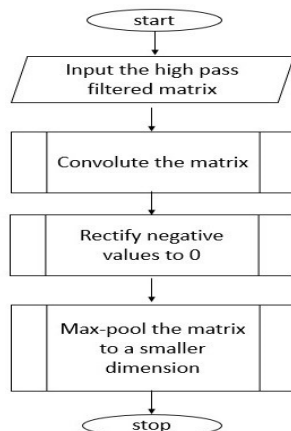 start
Input the high pass
filtered matrix
Convolute the matrix
Rectify negative
values to 0
Max-pool the matrix
to a smaller
dimension
stop